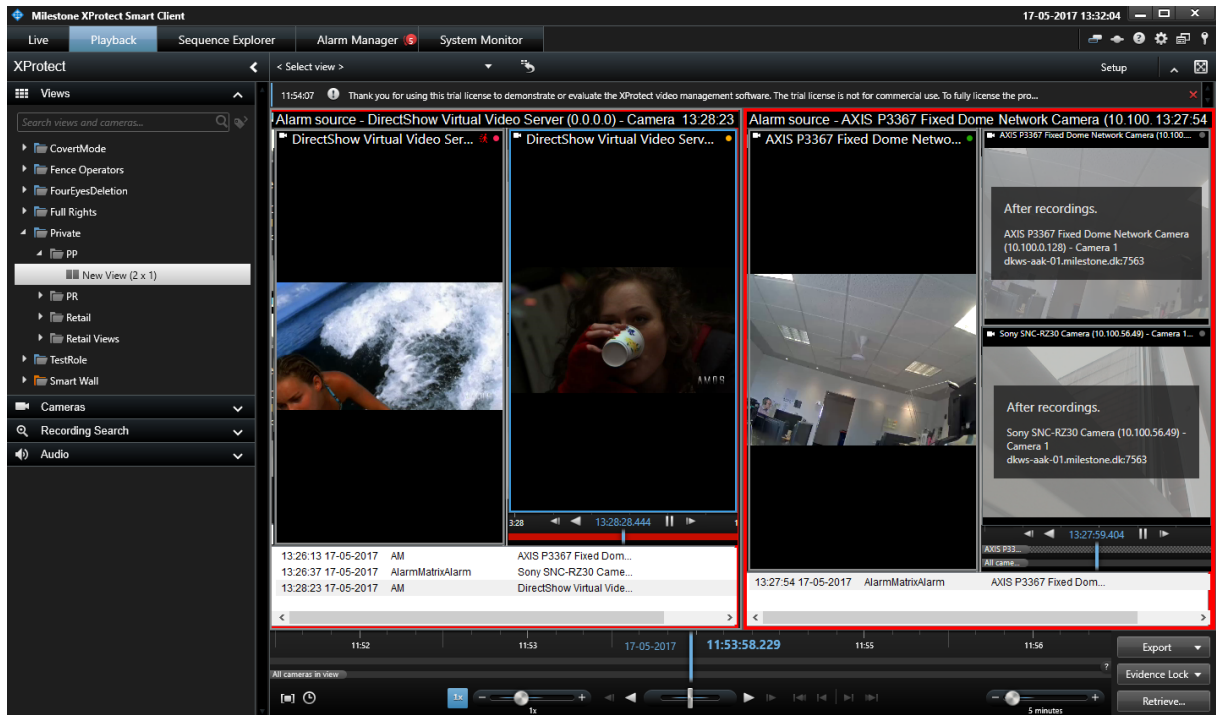 Milestone XProtect Smart Client
17-05-2017 13:32:04
Live
Playback
Sequence Explorer
Alarm Manager 5
System Monitor
XProtect
< Select view >
Setup
Views
11:54:07 Thank you for using this trial license to demonstrate or evaluate the XProtect video management software. The trial license is not for commercial use. To fully license the pro...
Search views and cameras...
CovertMode
Fence Operators
FourEyesDeletion
Full Rights
Private
PP
New View (2 x 1)
PR
Retail
Retail Views
TestRole
Smart Wall
Cameras
Recording Search
Audio
Alarm source - DirectShow Virtual Video Server (0.0.0.0) - Camera 13:28:23
DirectShow Virtual Video Ser...
DirectShow Virtual Video Serv...
AMOR
3:28
13:28:28.444
1
13:26:13 17-05-2017 AM AXIS P3367 Fixed Dom...
13:26:37 17-05-2017 AlarmMatrixAlarm Sony SNC-RZ30 Came...
13:28:23 17-05-2017 AM DirectShow Virtual Vide...
Alarm source - AXIS P3367 Fixed Dome Network Camera (10.100. 13:27:54
AXIS P3367 Fixed Dome Netwo...
AXIS P3367 Fixed Dome Network Camera (10.100....
After recordings.
AXIS P3367 Fixed Dome Network Camera
(10.100.0.128) - Camera 1
dkws-aak-01.milestone.dk:7563
Sony SNC-RZ30 Camera (10.100.56.49) - Camera 1...
After recordings.
Sony SNC-RZ30 Camera (10.100.56.49) -
Camera 1
dkws-aak-01.milestone.dk:7563
13:27:59.404
AXIS P33...
All came...
13:27:54 17-05-2017 AlarmMatrixAlarm AXIS P3367 Fixed Dom...
11:52
11:53
17-05-2017
11:53:58.229
11:55
11:56
All cameras in view
?
1x
1x
5 minutes
Export
Evidence Lock
Retrieve...